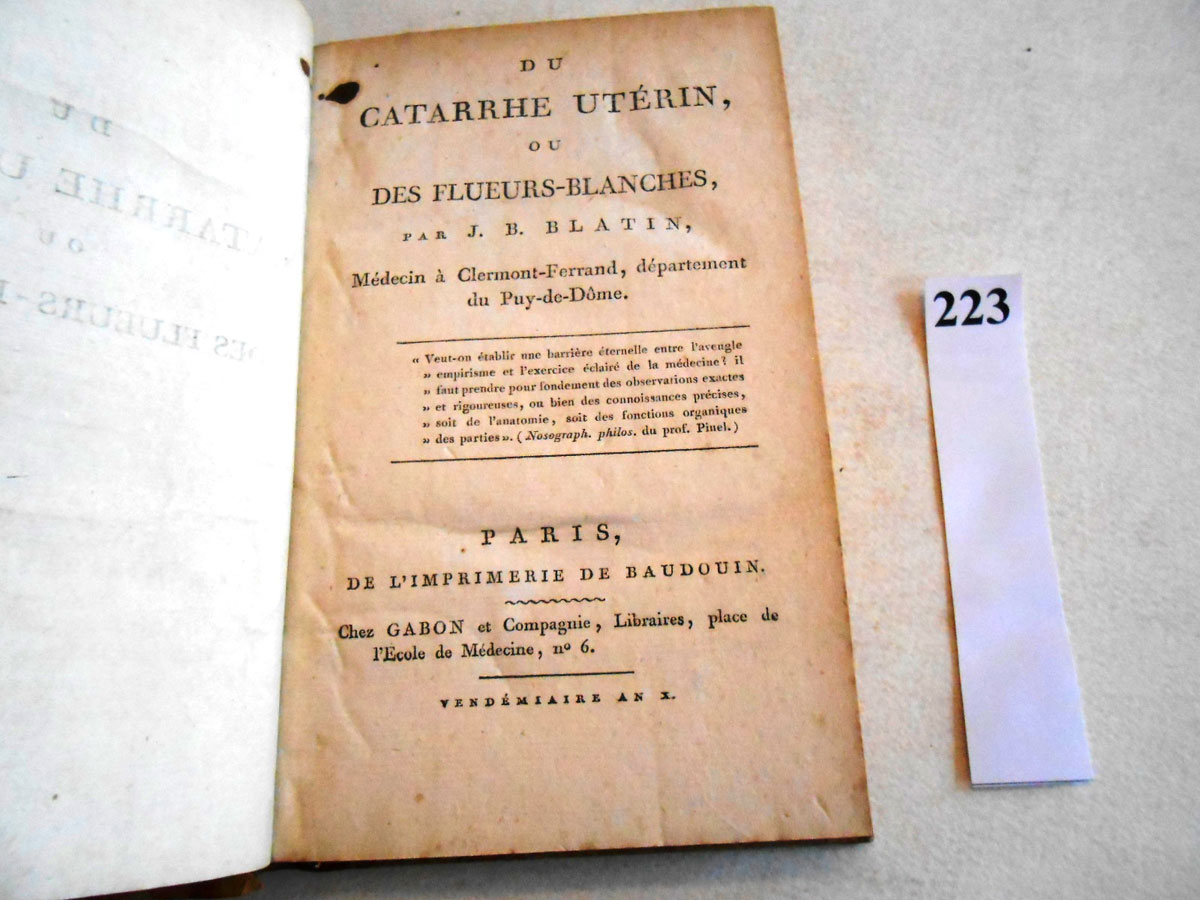 DU
CATARRHE UTÉRIN,
OU
DES FLUEURS-BLANCHES,
PAR J. B. BLATIN,
Médecin à Clermont-Ferrand, département
du Puy-de-Dôme.
« Veut-on établir une barrière éternelle entre l'aveugle
» empirisme et l'exercice éclairé de la médecine? il
» faut prendre pour fondement des observations exactes
» et rigoureuses, ou bien des connoissances précises,
» soit de l'anatomie, soit des fonctions organiques
» des parties». (Nosograph. philos. du prof. Pinel.)
PARIS,
DE L'IMPRIMERIE DE BAUDOUIN.
Chez GABON et Compagnie, Libraires, place de
l'Ecole de Médecine, nº 6.
VENDÉMIAIRE AN X.
223